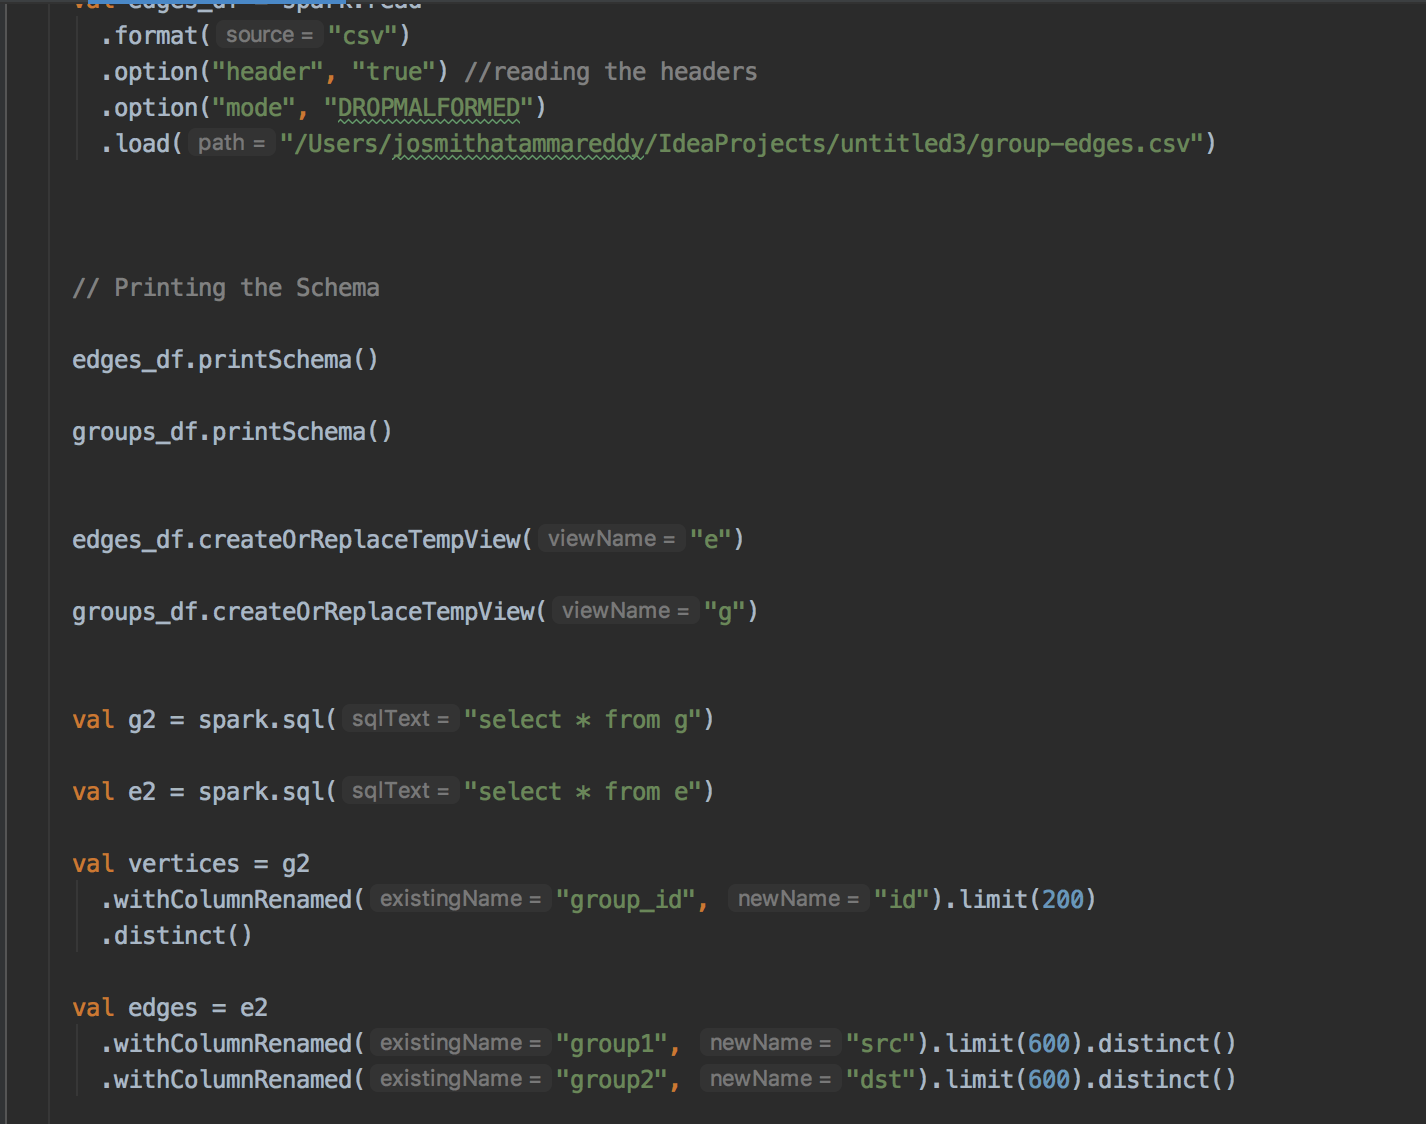 val edges_df = spark.read
.format( source = "csv")
.option("header", "true") //reading the headers
.option("mode", "DROPMALFORMED")
.load( path = "/Users/josmithatammareddy/IdeaProjects/untitled3/group-edges.csv")
// Printing the Schema
edges_df.printSchema()
groups_df.printSchema()
edges_df.createOrReplaceTempView( viewName = "e")
groups_df.createOrReplaceTempView( viewName = "g")
val g2 = spark.sql( sqlText = "select * from g")
val e2 = spark.sql( sqlText = "select * from e")
val vertices = g2
.withColumnRenamed( existingName = "group_id", newName = "id").limit(200)
.distinct()
val edges = e2
.withColumnRenamed( existingName = "group1", newName = "src").limit(600).distinct()
.withColumnRenamed( existingName = "group2", newName = "dst").limit(600).distinct()